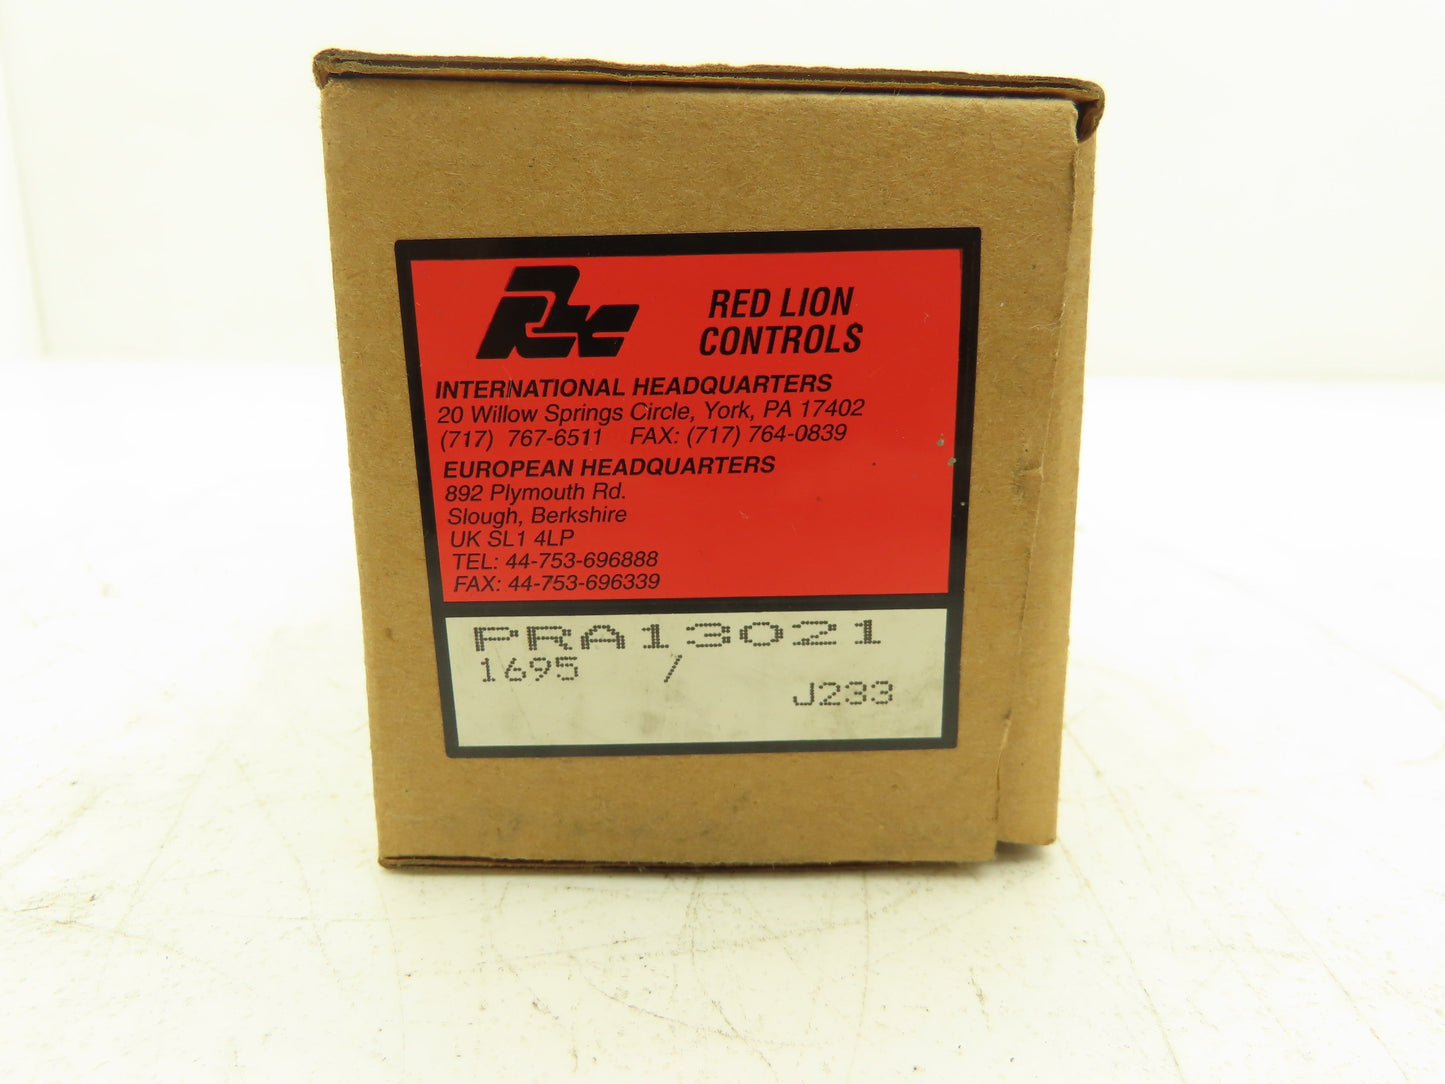 RLC
RED LION
CONTROLS
INTERNATIONAL HEADQUARTERS
20 Willow Springs Circle, York, PA 17402
(717) 767-6511 FAX: (717) 764-0839
EUROPEAN HEADQUARTERS
892 Plymouth Rd.
Slough, Berkshire
UK SL1 4LP
TEL: 44-753-696888
FAX: 44-753-696339
PRA13021
1695 /
J233